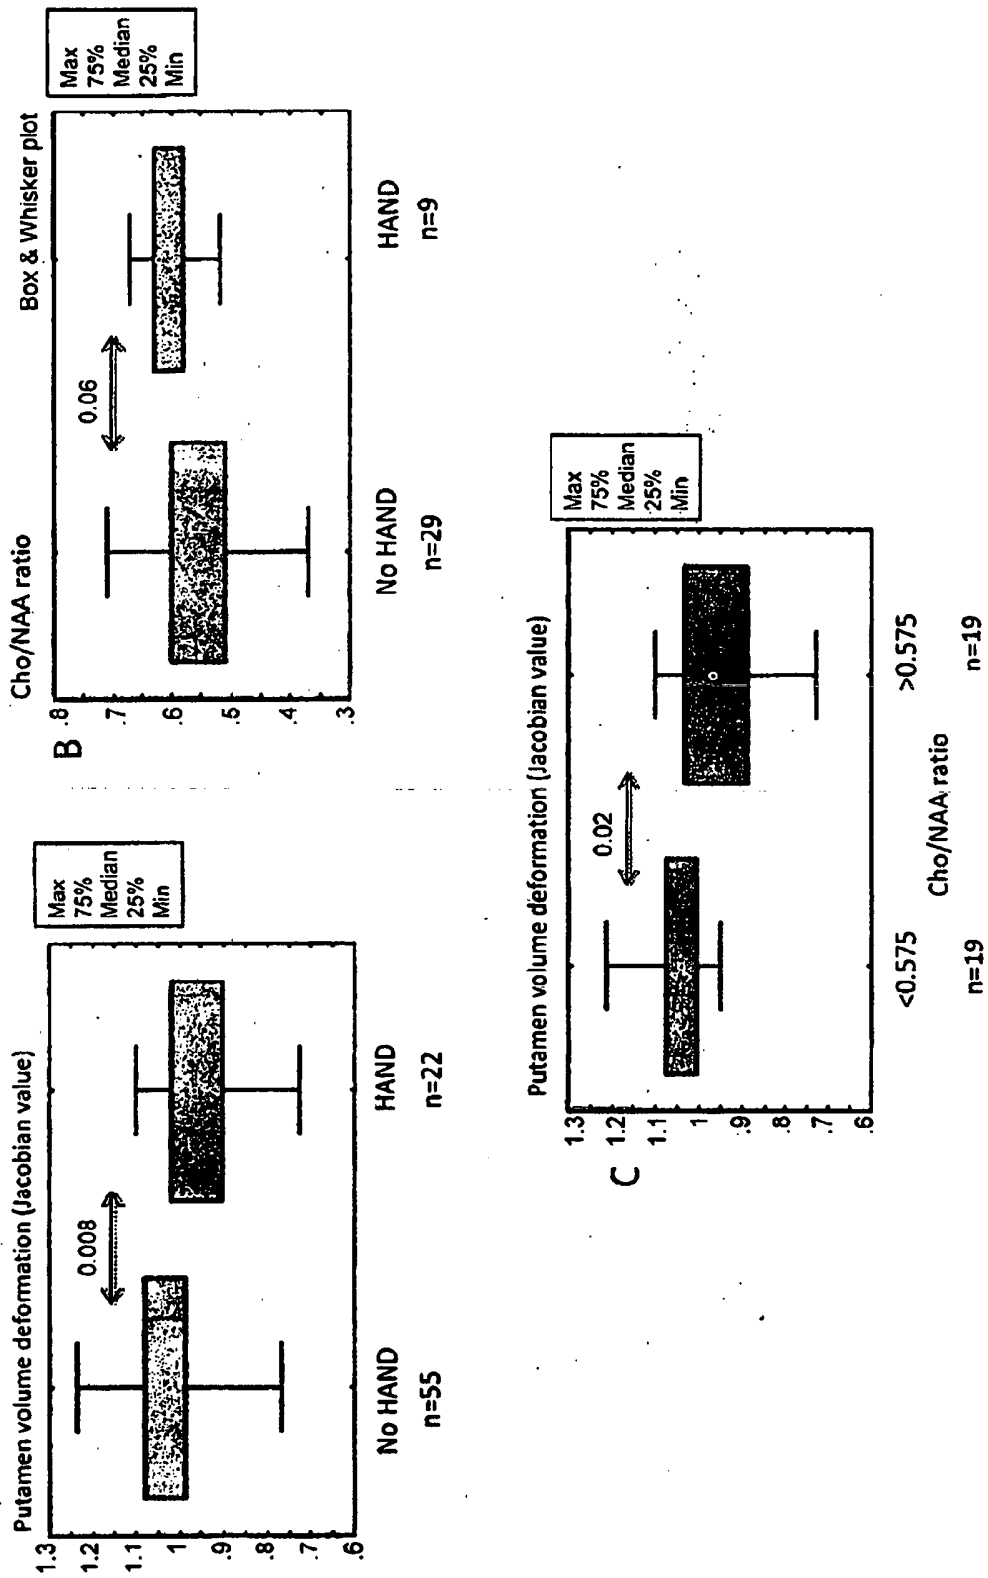 Putamen volume deformation (Jacobian value)
1.3
1.2
1.1
1
.9
.8
.7
.6
0.008
No HAND
HAND
n=55
n=22
Max
75%
Median
25%
Min
B
Cho/NAA ratio
Box & Whisker plot
.8
.7
.6
.5
.4
.3
0.06
No HAND
HAND
n=29
n=9
Max
75%
Median
25%
Min
C
Putamen volume deformation (Jacobian value)
1.3
1.2
1.1
1
.9
.8
.7
.6
0.02
<0.575
>0.575
Cho/NAA ratio
n=19
n=19
Max
75%
Median
25%
Min